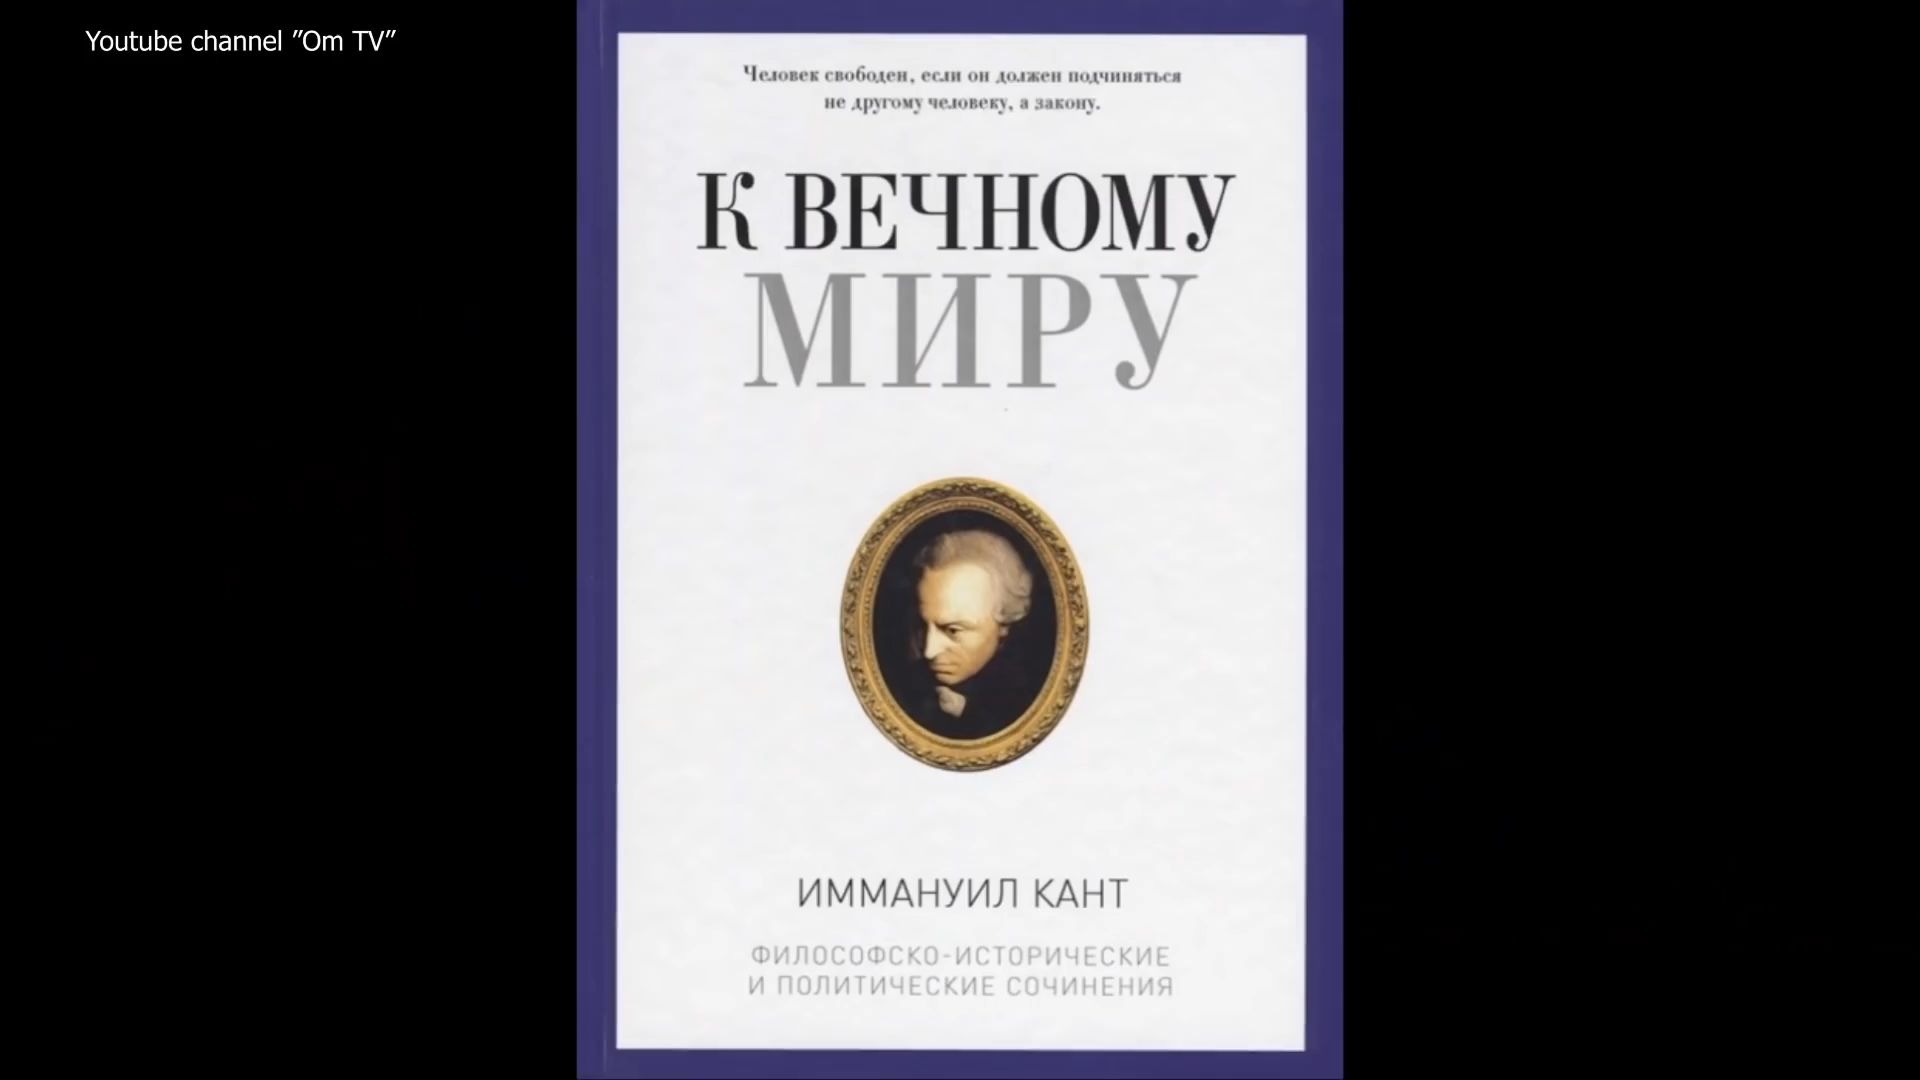 Youtube channel "Om TV"
Человек свободен, если он должен подчиняться
не другому человеку, а закону.
К ВЕЧНОМУ
МИРУ
ИММАНУИЛ КАНТ
ФИЛОСОФСКО-ИСТОРИЧЕСКИЕ
И ПОЛИТИЧЕСКИЕ СОЧИНЕНИЯ